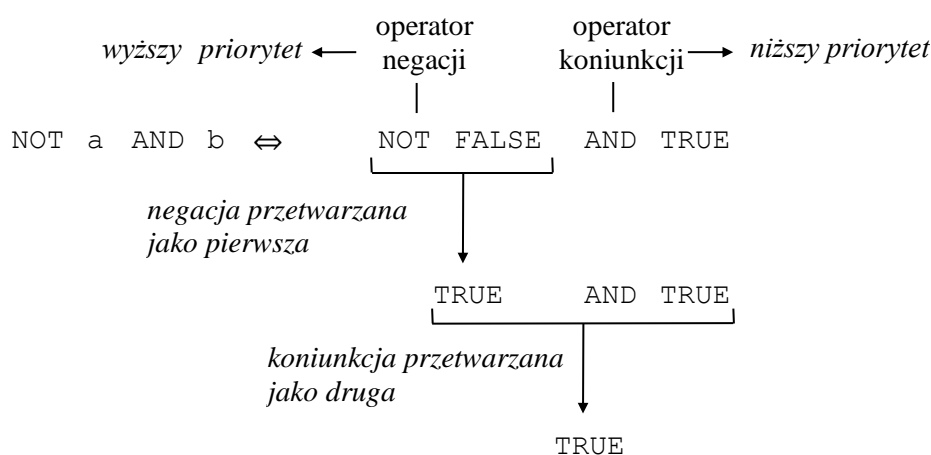 operator operator
wyższy priorytet negacji koniunkcji niższy priorytet
NOT a AND b ⇔ NOT FALSE AND TRUE
negacja przetwarzana
jako pierwsza
TRUE AND TRUE
koniunkcja przetwarzana
jako druga
TRUE